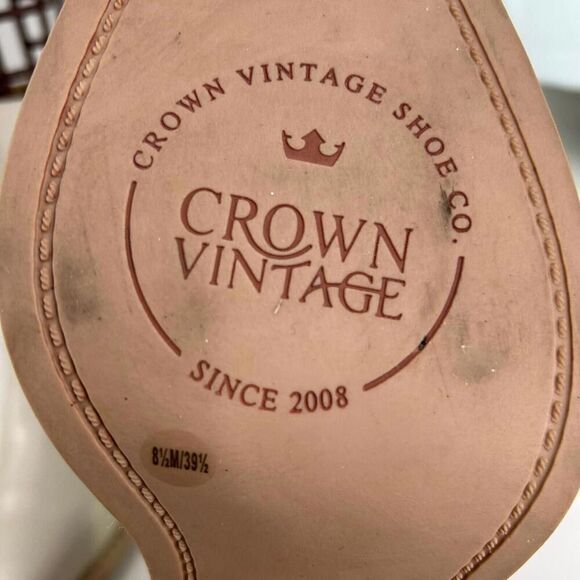 CROWN VINTAGE SHOE CO.
CROWN
VINTAGE
SINCE 2008
8½M/39½